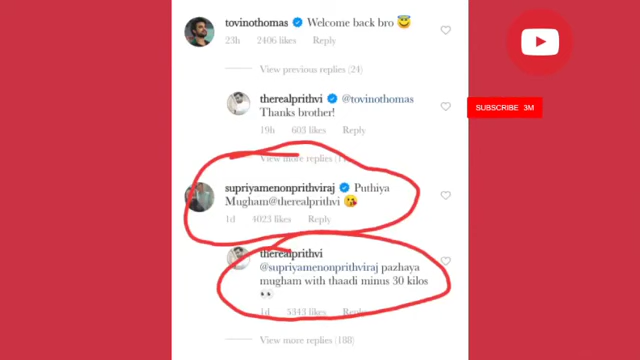 tovinothomas Welcome back bro 😇
23h 2406 likes Reply
View previous replies (24)
therealprithvi @tovinothomas
Thanks brother!
19h 603 likes Reply
SUBSCRIBE 3M
View more replies
supriyamenonprithviraj Puthiya
Mugham@therealprithvi 😘
1d 4023 likes Reply
therealprithvi
@supriyamenonprithviraj pazhaya
mugham with thaadi minus 30 kilos
👀
1d 5343 likes Reply
View more replies (188)